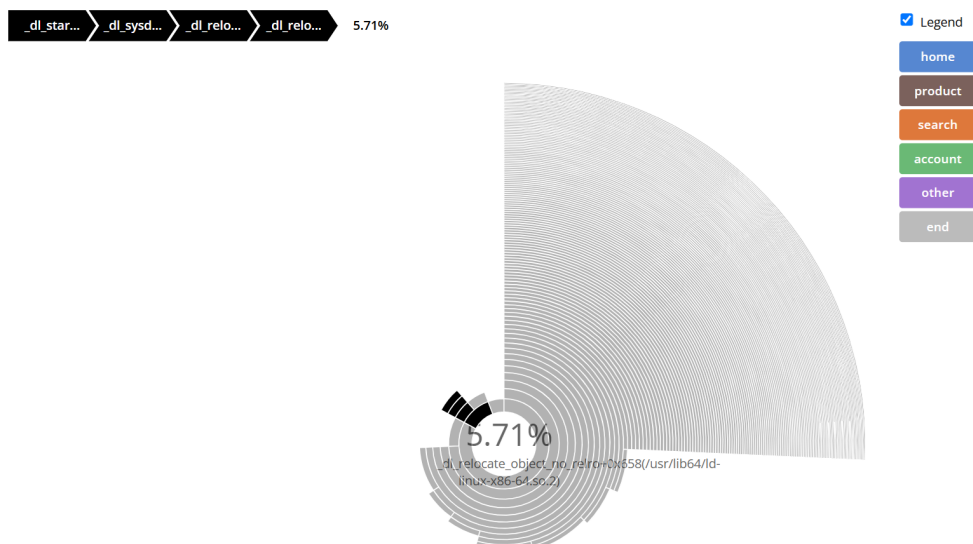 _dl_star... _dl_sysd... _dl_relo... _dl_relo... 5.71%
Legend
home
product
search
account
other
end
5.71%
_dl_relocate_object_no_relro+0x658(/usr/lib64/ld-
linux-x86-64.so.2)